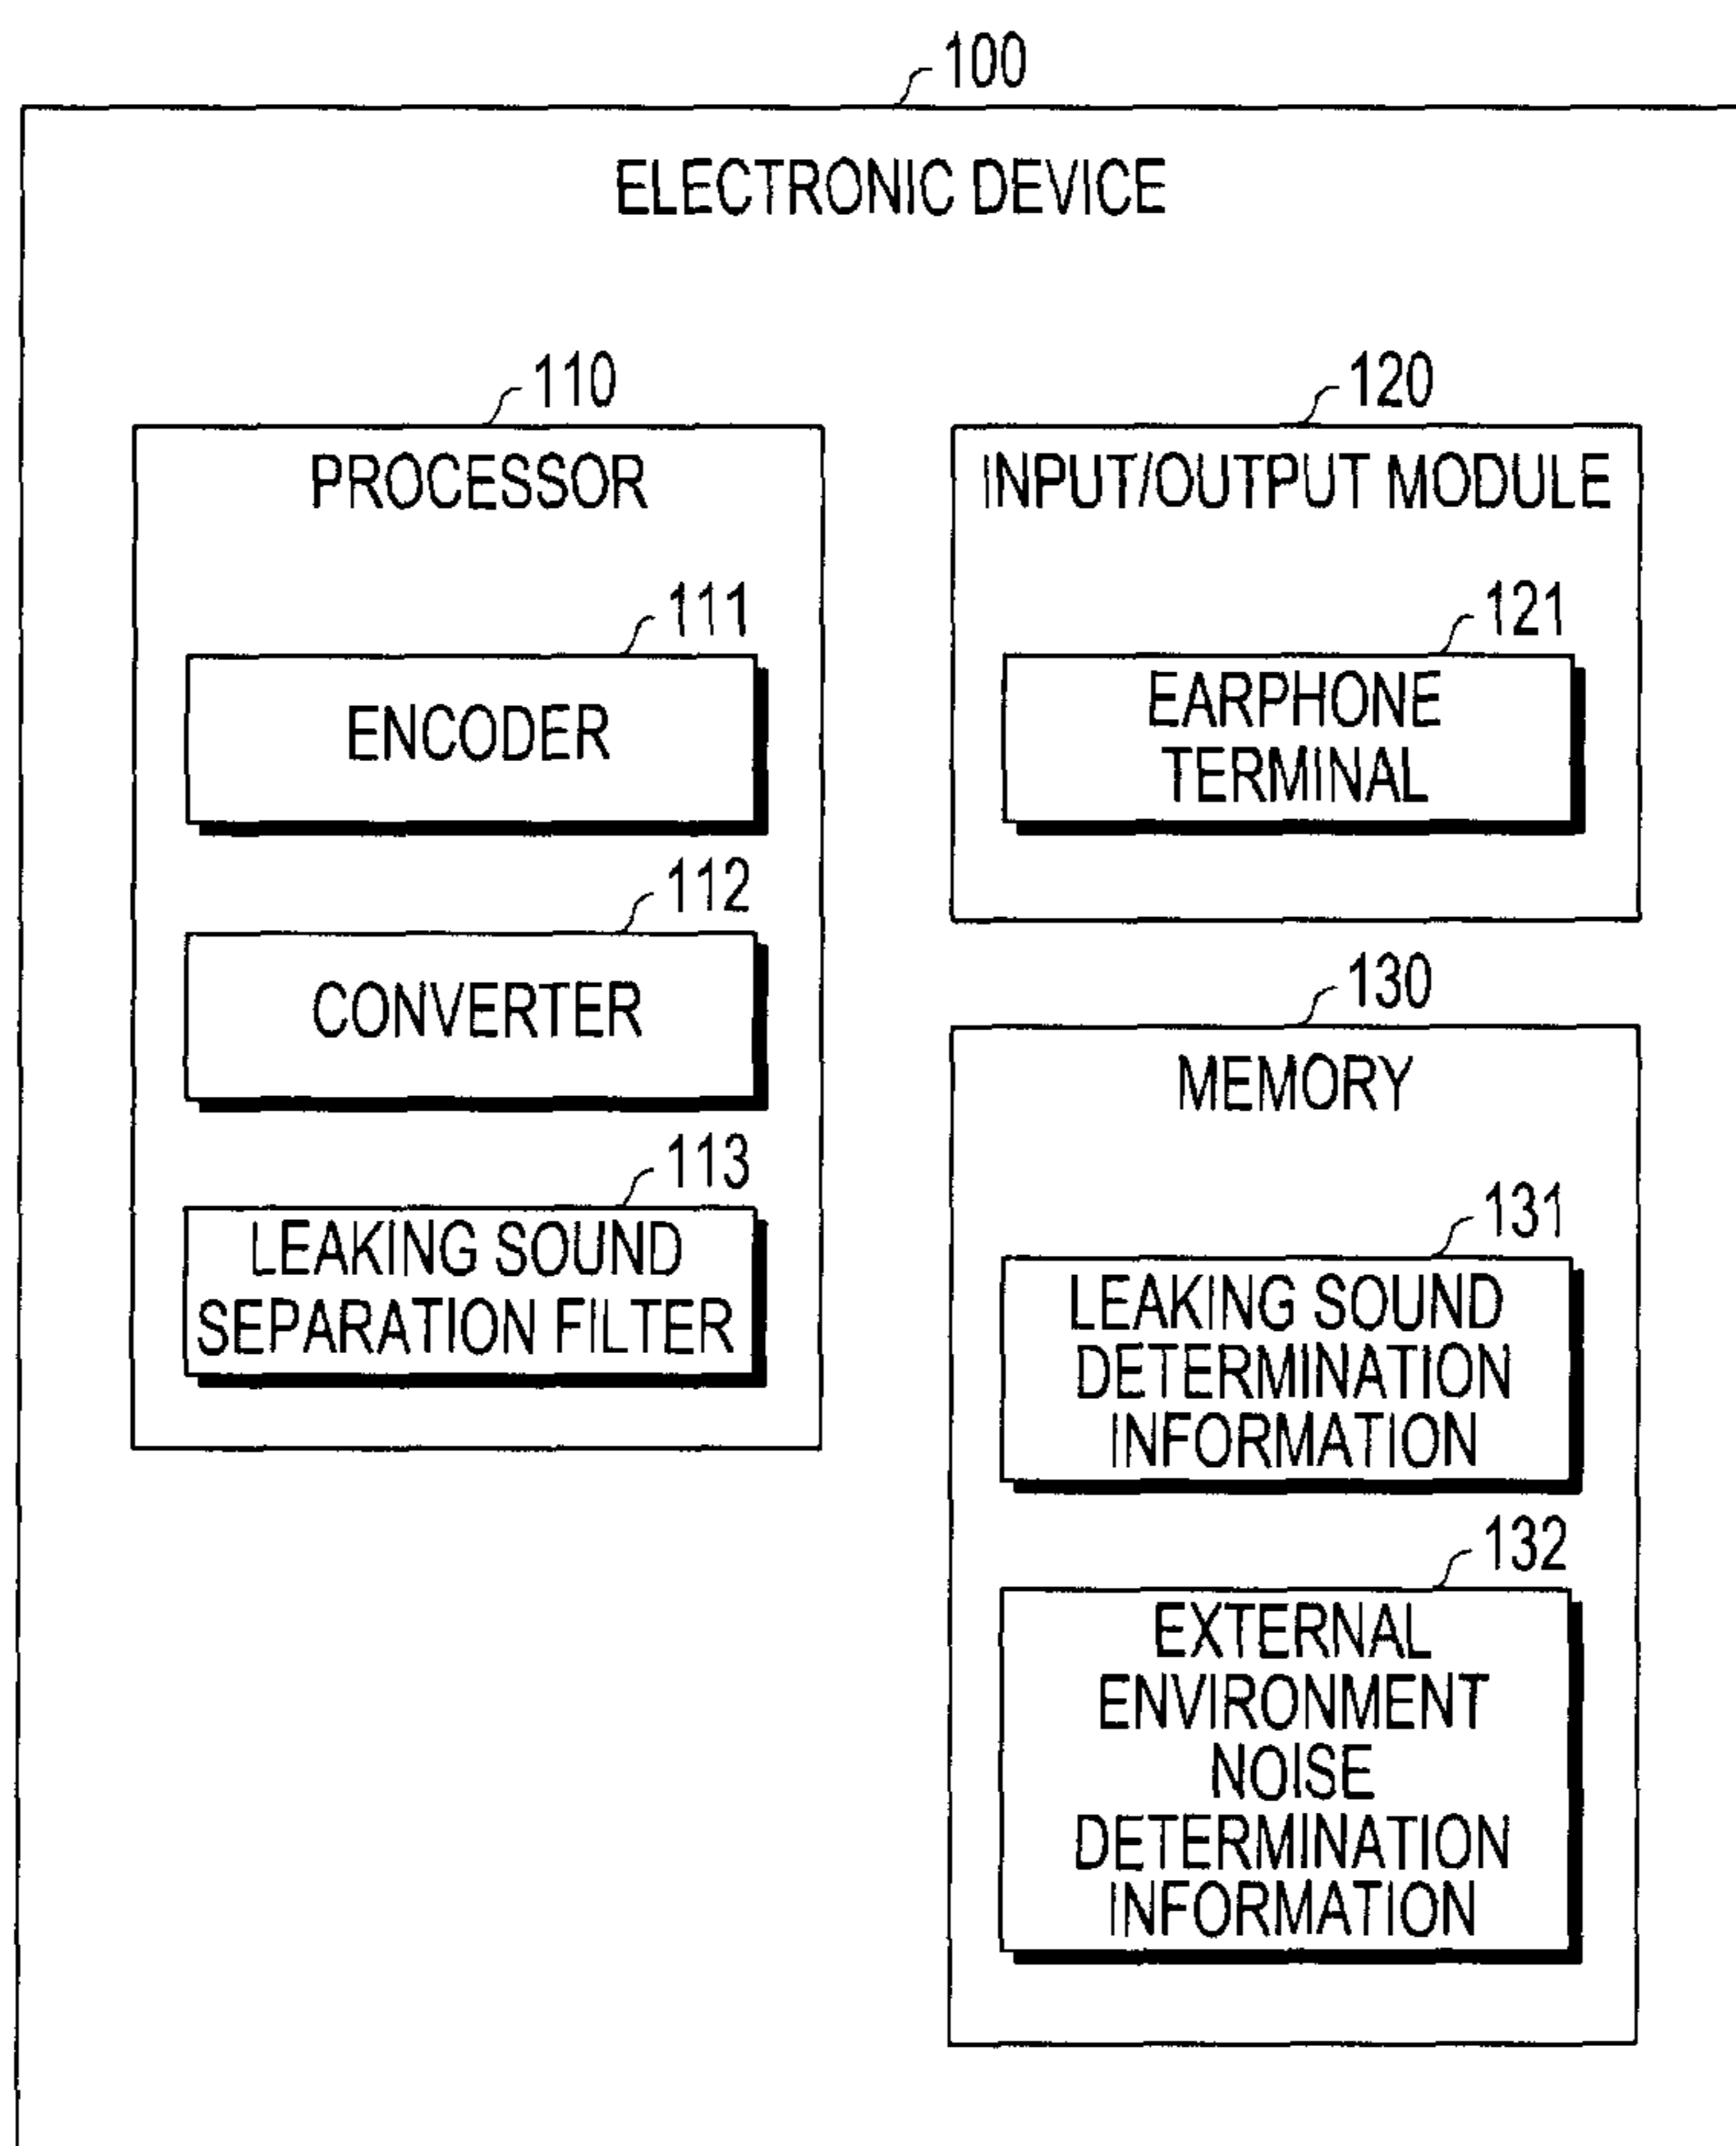 100
ELECTRONIC DEVICE
110
PROCESSOR
111
ENCODER
112
CONVERTER
113
LEAKING SOUND
SEPARATION FILTER
120
INPUT/OUTPUT MODULE
121
EARPHONE
TERMINAL
130
MEMORY
131
LEAKING SOUND
DETERMINATION
INFORMATION
132
EXTERNAL
ENVIRONMENT
NOISE
DETERMINATION
INFORMATION